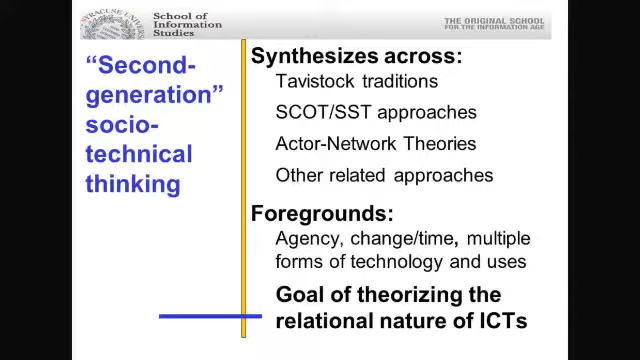 SYRACUSE UNIVERSITY
School of
Information
Studies
THE ORIGINAL SCHOOL
FOR THE INFORMATION AGE
“Second-
generation”
socio-
technical
thinking
Synthesizes across:
Tavistock traditions
SCOT/SST approaches
Actor-Network Theories
Other related approaches
Foregrounds:
Agency, change/time, multiple
forms of technology and uses
Goal of theorizing the
relational nature of ICTs